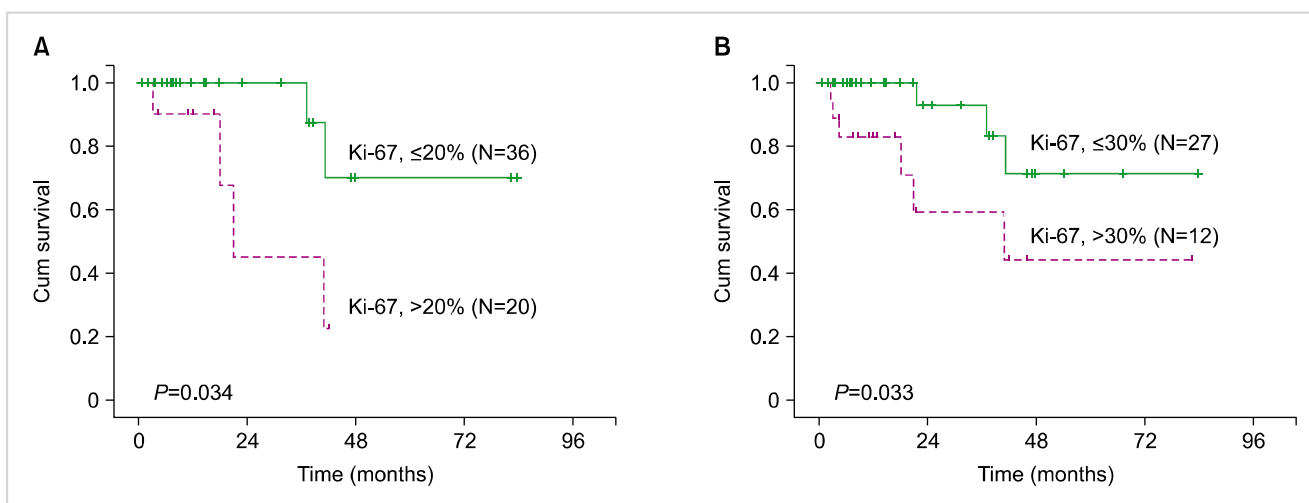 A
Cum survival
1.0
0.8
0.6
0.4
0.2
0
Ki-67, ≤20% (N=36)
Ki-67, >20% (N=20)
P=0.034
0 24 48 72 96
Time (months)
B
Cum survival
1.0
0.8
0.6
0.4
0.2
0
Ki-67, ≤30% (N=27)
Ki-67, >30% (N=12)
P=0.033
0 24 48 72 96
Time (months)